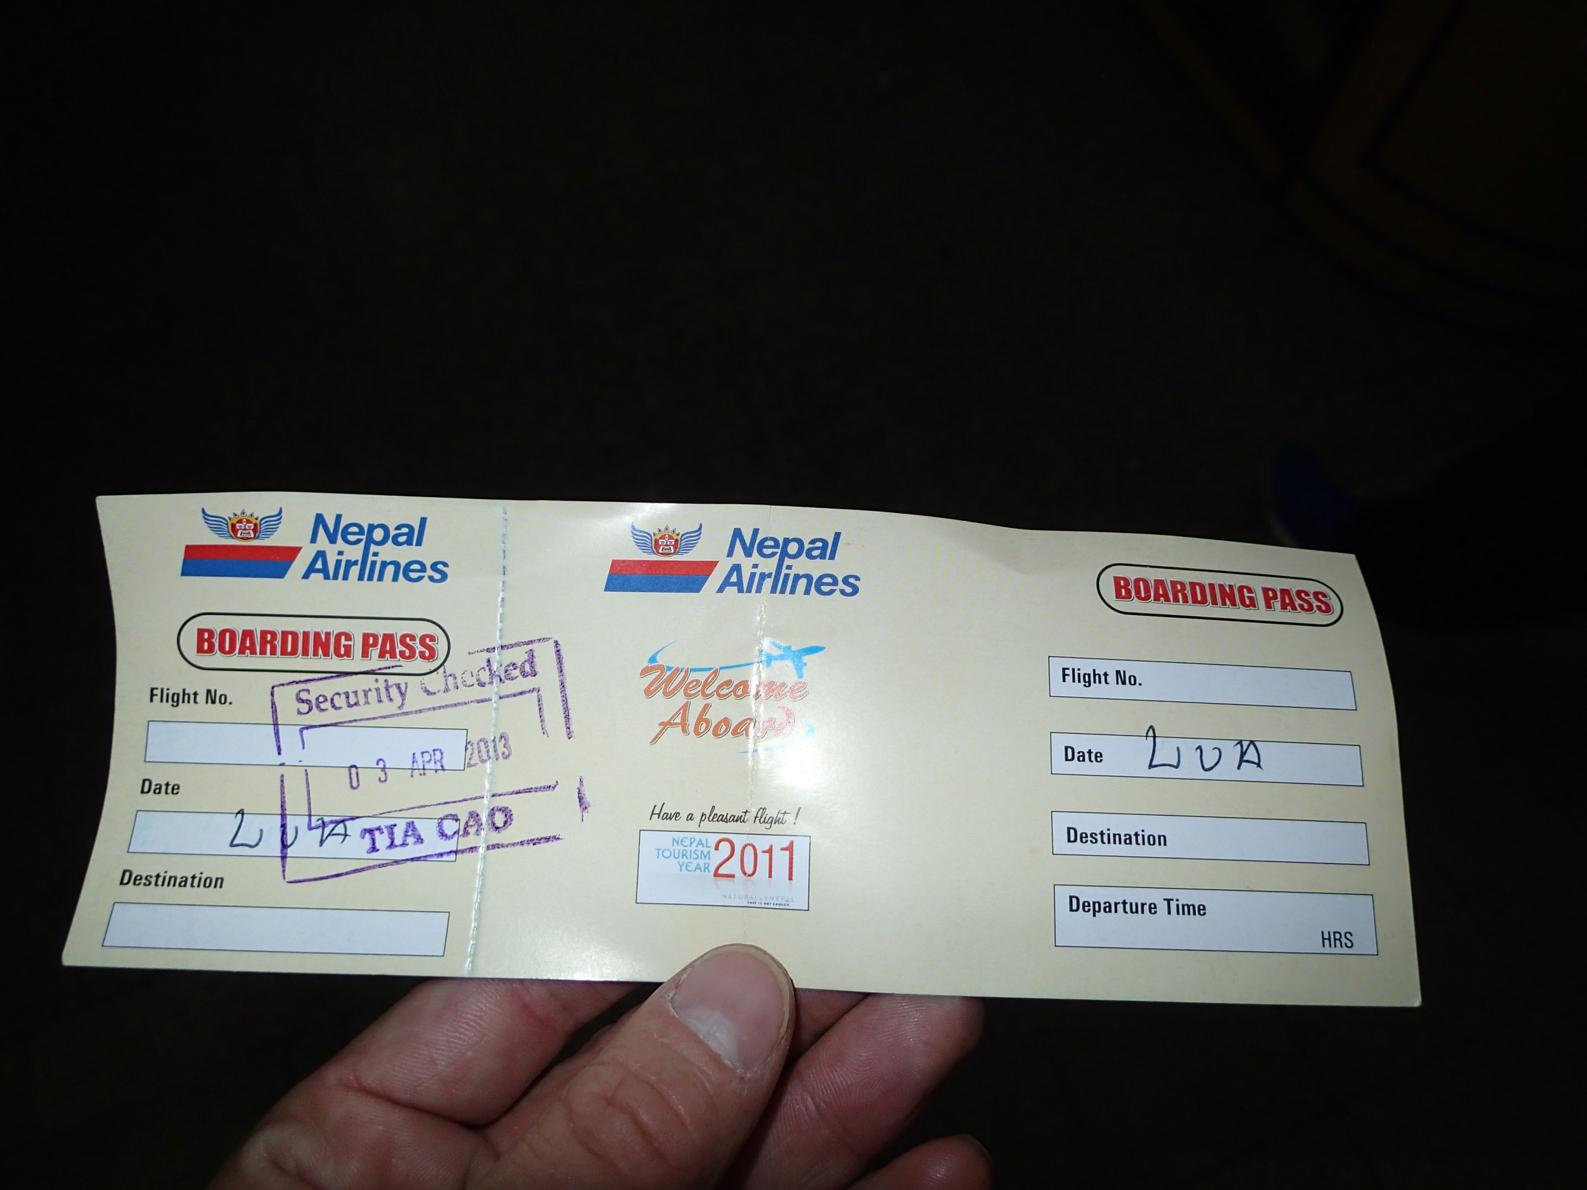 Nepal
Airlines
BOARDING PASS
Flight No.
Date
LUA
Destination
Security Checked
03 APR 2013
TIA CAO
Nepal
Airlines
Welcome
Aboard
Have a pleasant flight !
NEPAL
TOURISM
YEAR 2011
BOARDING PASS
Flight No.
Date LUA
Destination
Departure Time
HRS